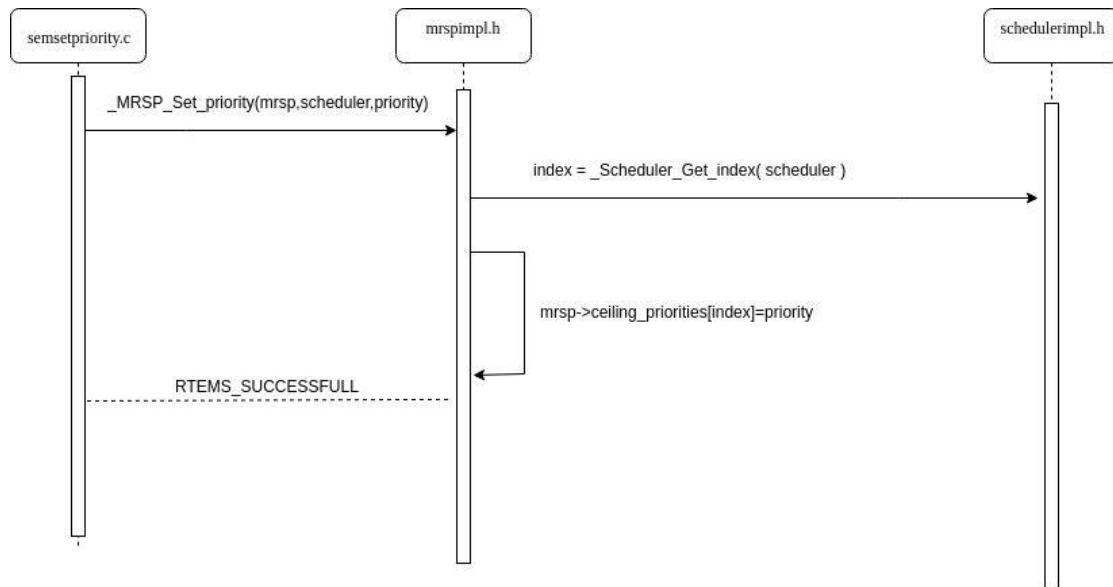 semsetpriority.c
mrspimpl.h
schedulerimpl.h
_MRSP_Set_priority(mrsp,scheduler,priority)
index = _Scheduler_Get_index( scheduler )
mrsp->ceiling_priorities[index]=priority
RTEMS_SUCCESSFULL